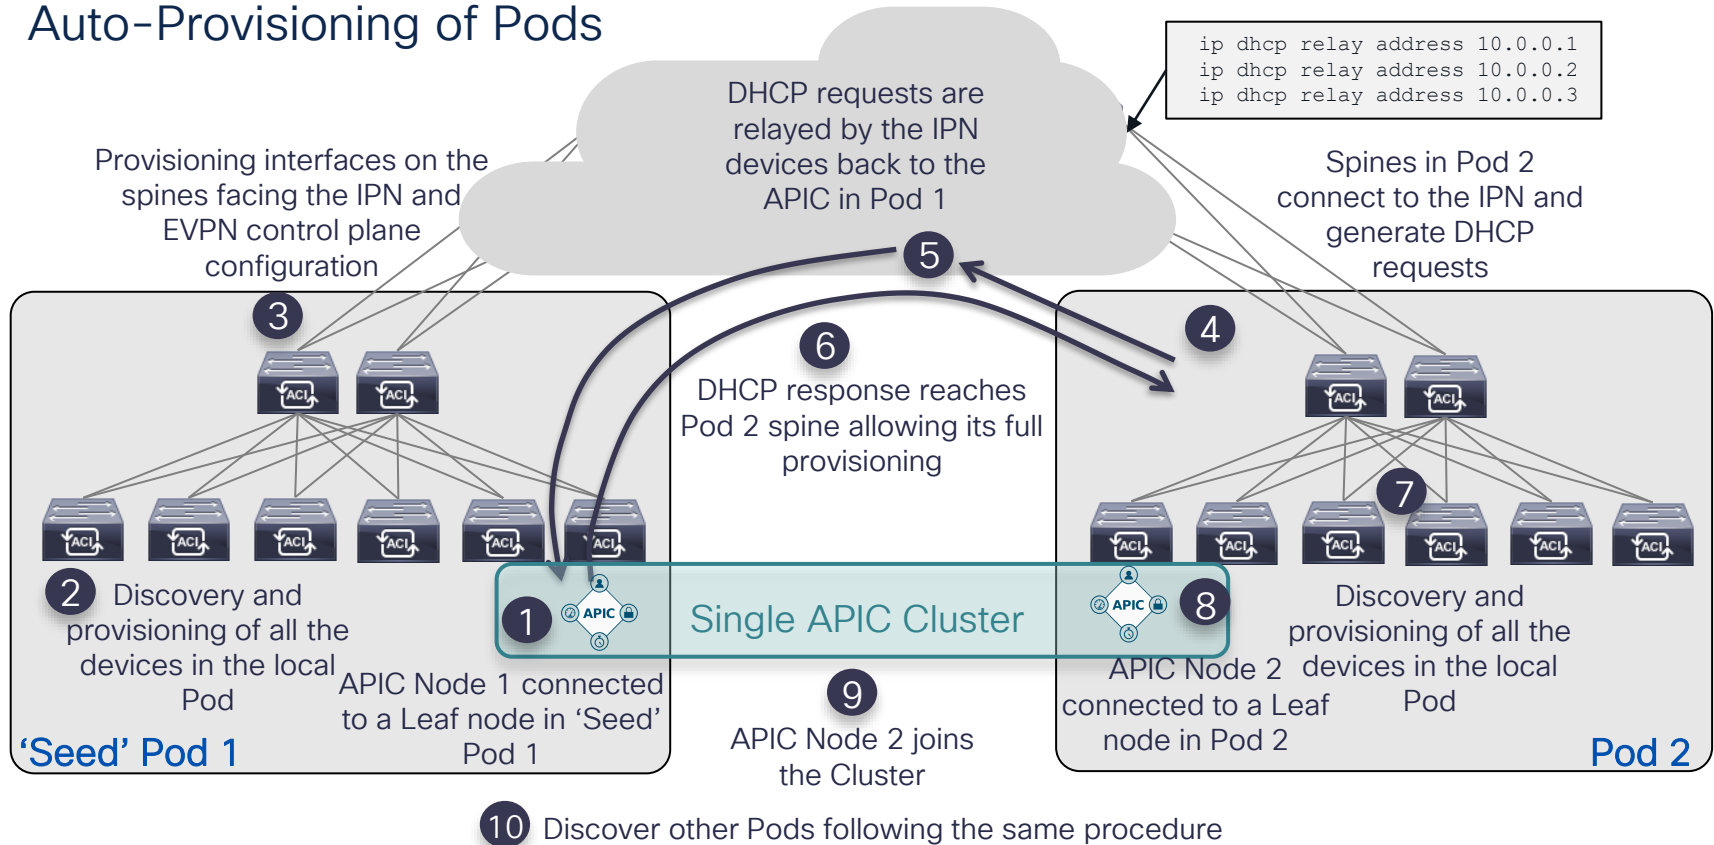 Auto-Provisioning of Pods
ip dhcp relay address 10.0.0.1
ip dhcp relay address 10.0.0.2
ip dhcp relay address 10.0.0.3
DHCP requests are
relayed by the IPN
devices back to the
APIC in Pod 1
Provisioning interfaces on the
spines facing the IPN and
EVPN control plane
configuration
Spines in Pod 2
connect to the IPN and
generate DHCP
requests
5
3
4
6
DHCP response reaches
Pod 2 spine allowing its full
provisioning
ACI
ACI
ACI
ACI
7
ACI
ACI
ACI
ACI
ACI
ACI
ACI
ACI
ACI
ACI
ACI
ACI
2
Discovery and
provisioning of all the
devices in the local
Pod
1
APIC
Single APIC Cluster
APIC
8
Discovery and
provisioning of all the
devices in the local
Pod
APIC Node 1 connected
to a Leaf node in ‘Seed’
Pod 1
9
APIC Node 2 joins
the Cluster
APIC Node 2
connected to a Leaf
node in Pod 2
‘Seed’ Pod 1
Pod 2
10
Discover other Pods following the same procedure